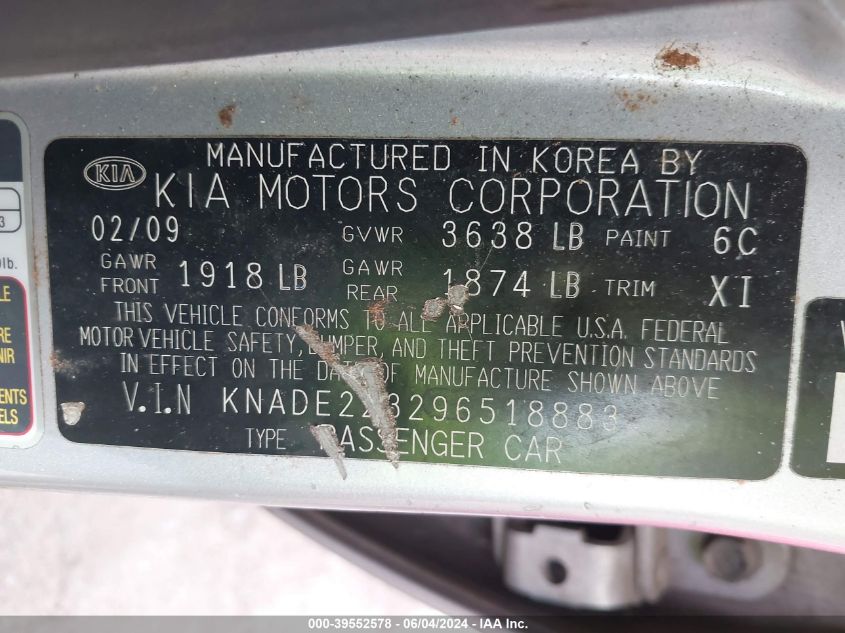 MANUFACTURED IN KOREA BY
KIA KIA MOTORS CORPORATION
02/09 GVWR 3638 LB PAINT 6C
GAWR FRONT 1918 LB GAWR REAR 1874 LB TRIM XI
THIS VEHICLE CONFORMS TO ALL APPLICABLE U.S.A. FEDERAL
MOTOR VEHICLE SAFETY, BUMPER, AND THEFT PREVENTION STANDARDS
IN EFFECT ON THE DATE OF MANUFACTURE SHOWN ABOVE
V.I.N KNADE223296518883
TYPE PASSENGER CAR
3
lb.
000-39552578 - 06/04/2024 - IAA Inc.